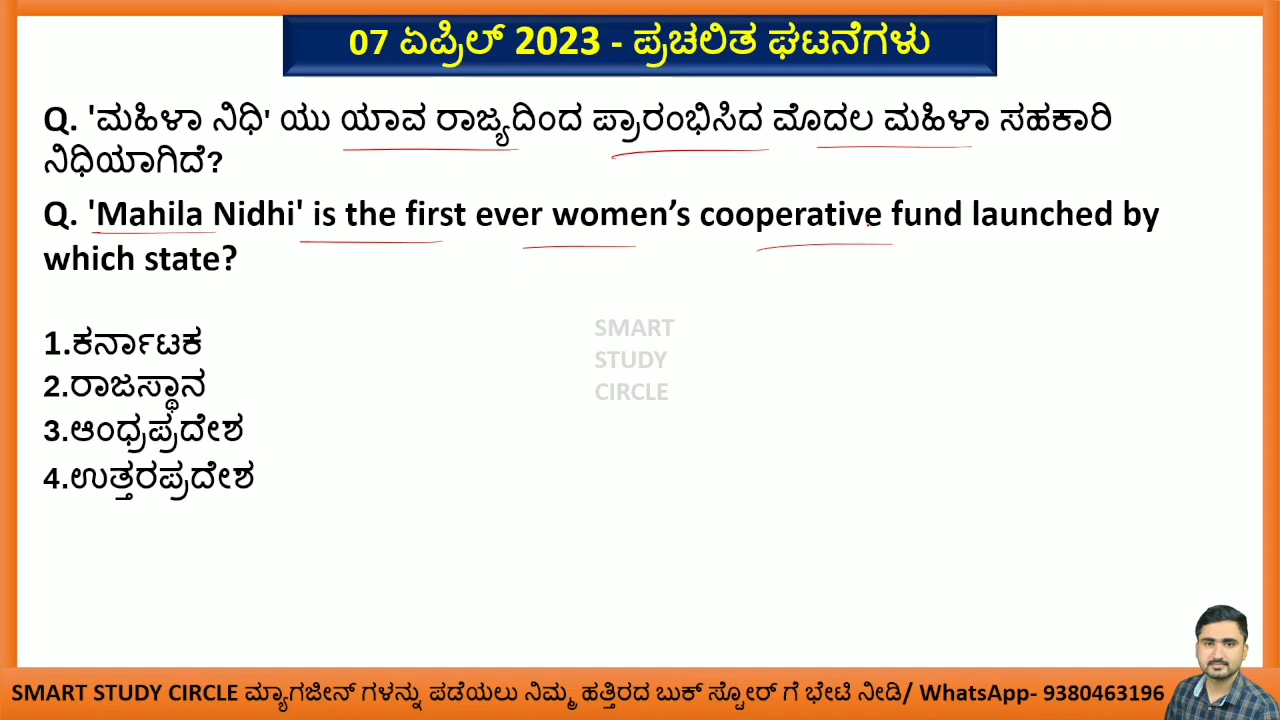 07 ಏಪ್ರಿಲ್ 2023 - ಪ್ರಚಲಿತ ಘಟನೆಗಳು
Q. 'ಮಹಿಳಾ ನಿಧಿ' ಯು ಯಾವ ರಾಜ್ಯದಿಂದ ಪ್ರಾರಂಭಿಸಿದ ಮೊದಲ ಮಹಿಳಾ ಸಹಕಾರಿ
ನಿಧಿಯಾಗಿದೆ?
Q. 'Mahila Nidhi' is the first ever women’s cooperative fund launched by
which state?
1.ಕರ್ನಾಟಕ
2.ರಾಜಸ್ಥಾನ
3.ಆಂಧ್ರಪ್ರದೇಶ
4.ಉತ್ತರಪ್ರದೇಶ
SMART
STUDY
CIRCLE
SMART STUDY CIRCLE ಮ್ಯಾಗಜೀನ್ ಗಳನ್ನು ಪಡೆಯಲು ನಿಮ್ಮ ಹತ್ತಿರದ ಬುಕ್ ಸ್ಟೋರ್ ಗೆ ಭೇಟಿ ನೀಡಿ/ WhatsApp- 9380463196